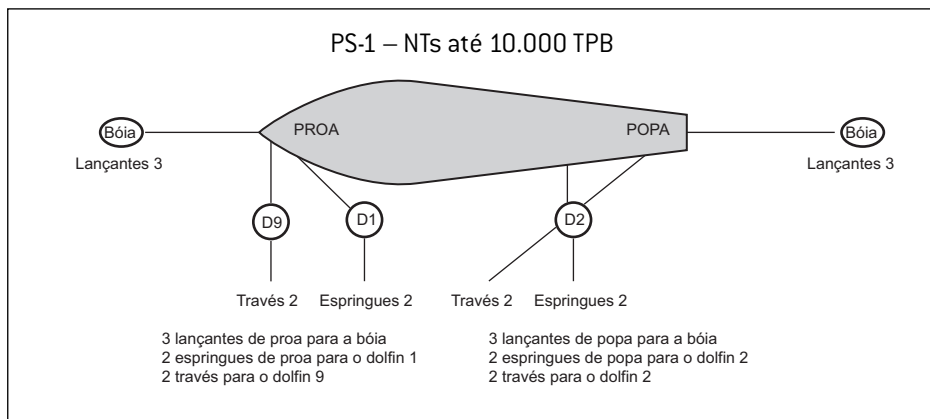 PS-1 – NTs até 10.000 TPB
Bóia
PROA
POPA
Bóia
Lançantes 3
Lançantes 3
D9
D1
D2
Través 2
Espringues 2
Través 2
Espringues 2
3 lançantes de proa para a bóia
2 espringues de proa para o dolfin 1
2 través para o dolfin 9
3 lançantes de popa para a bóia
2 espringues de popa para o dolfin 2
2 través para o dolfin 2